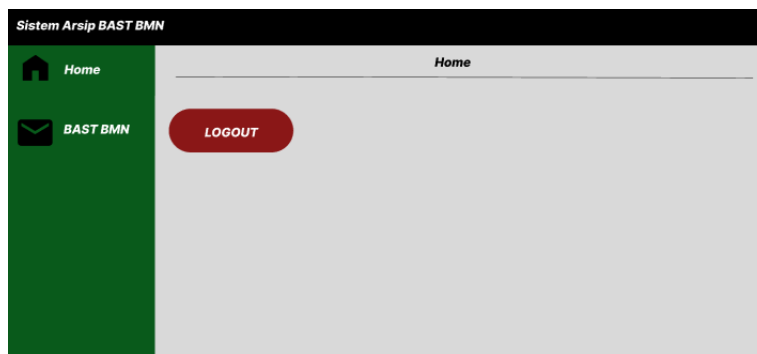 Sistem Arsip BAST BMN
Home
Home
BAST BMN
LOGOUT